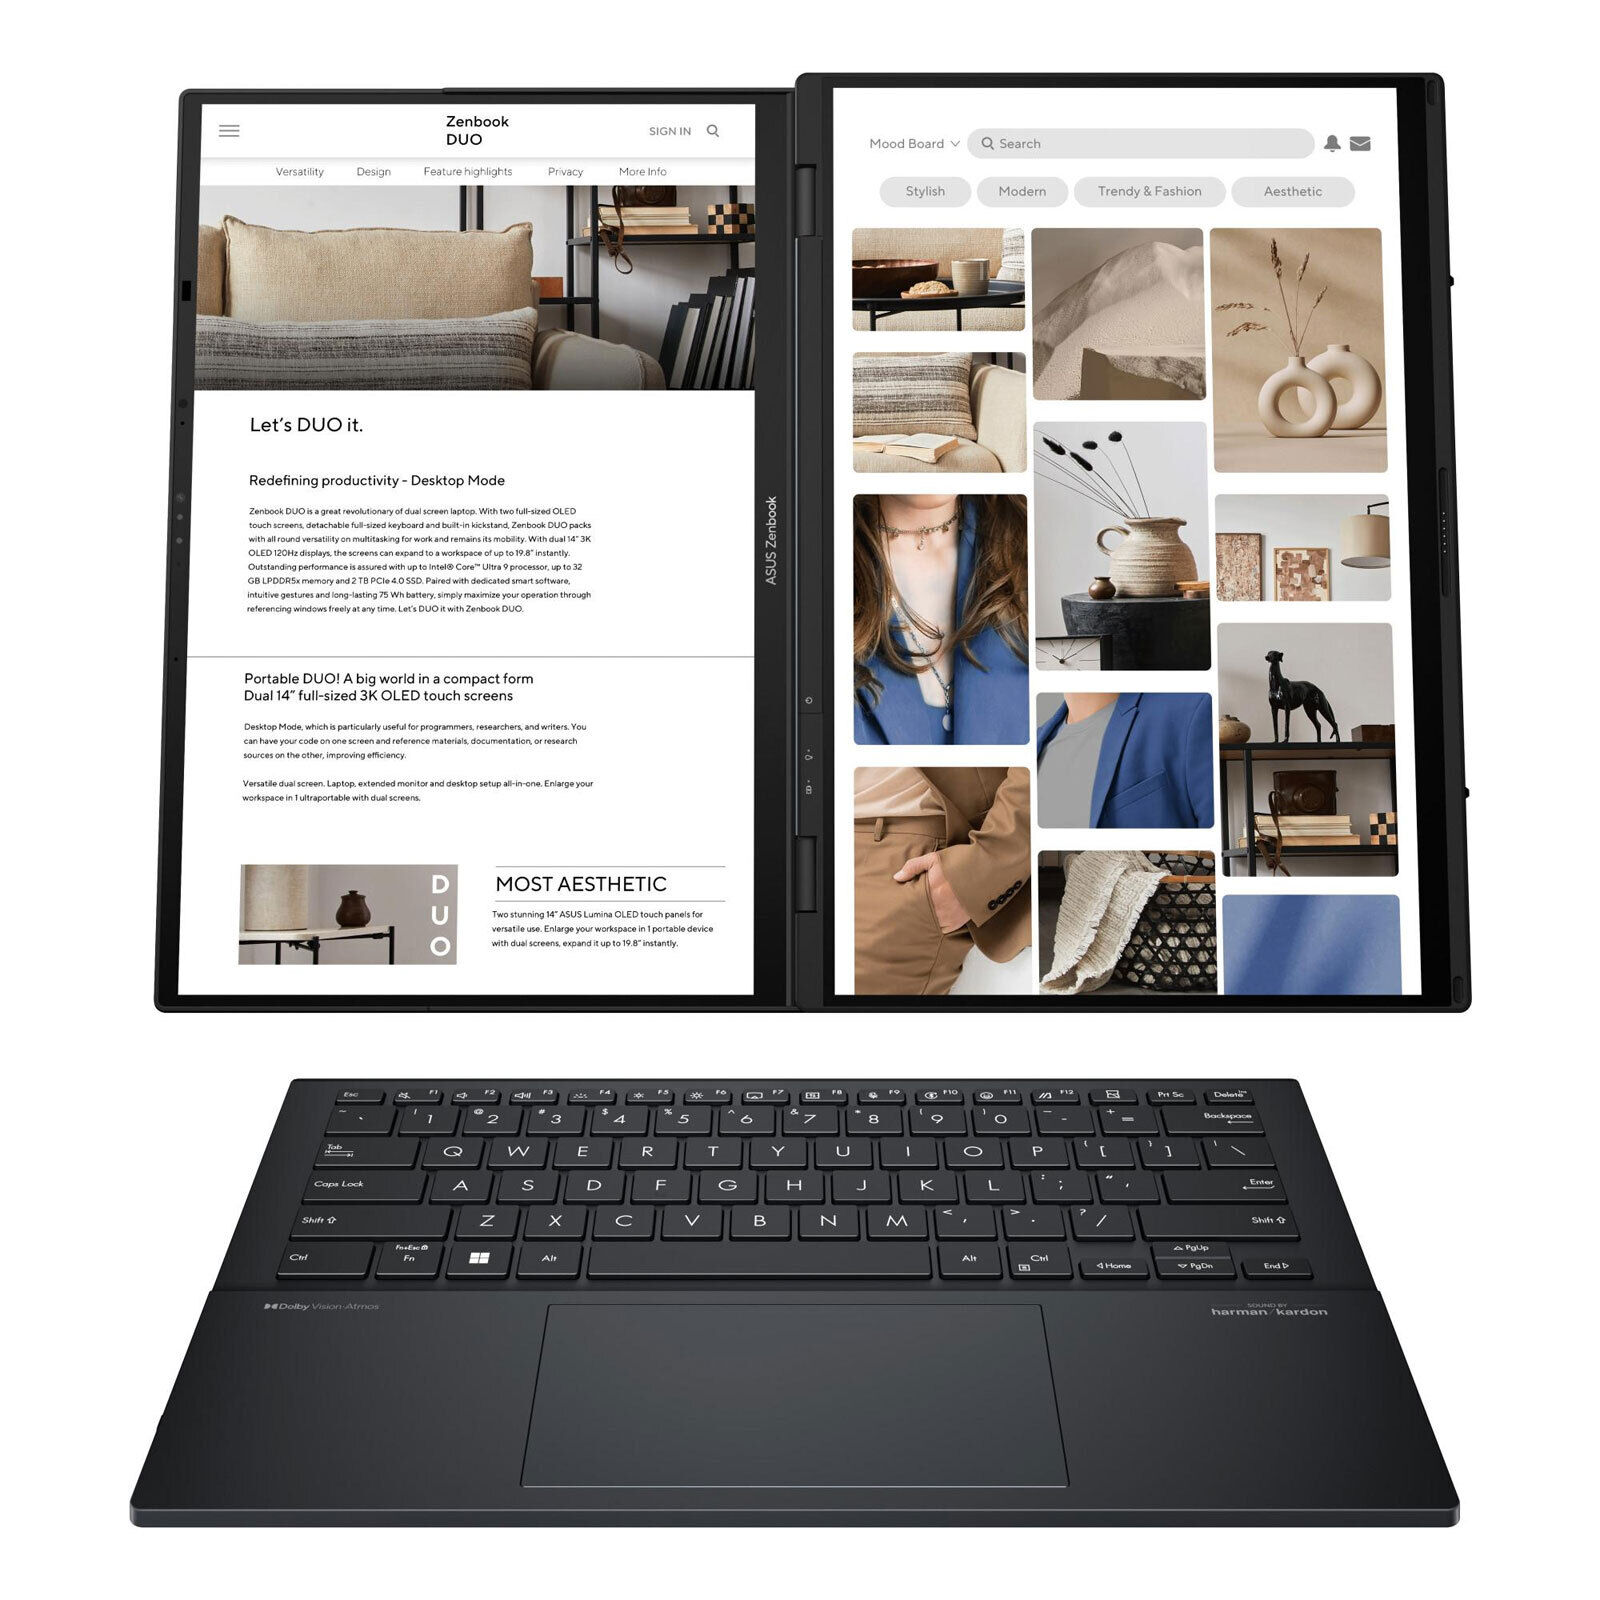 Zenbook
DUO
SIGN IN
Versatility Design Feature highlights Privacy More Info
Let's DUO it.
Redefining productivity - Desktop Mode
Zenbook DUO is a great revolutionary of dual screen laptop. With two full-sized OLED
touch screens, detachable full-sized keyboard and built-in kickstand, Zenbook DUO packs
with all round versatility on multitasking for work and remains its mobility. With dual 14" 3K
OLED 120Hz displays, the screens can expand to a workspace of up to 19.8" instantly.
Outstanding performance is assured with up to Intel® Core™ Ultra 9 processor, up to 32
GB LPDDR5x memory and 2 TB PCIe 4.0 SSD. Paired with dedicated smart software,
intuitive gestures and long-lasting 75 Wh battery, simply maximize your operation through
referencing windows freely at any time. Let's DUO it with Zenbook DUO.
Portable DUO! A big world in a compact form
Dual 14" full-sized 3K OLED touch screens
Desktop Mode, which is particularly useful for programmers, researchers, and writers. You
can have your code on one screen and reference materials, documentation, or research
sources on the other, improving efficiency.
Versatile dual screen. Laptop, extended monitor and desktop setup all-in-one. Enlarge your
workspace in 1 ultraportable with dual screens.
DUO
MOST AESTHETIC
Two stunning 14" ASUS Lumina OLED touch panels for
versatile use. Enlarge your workspace in 1 portable device
with dual screens, expand it up to 19.8" instantly.
ASUS Zenbook
Mood Board Search
Stylish Modern Trendy & Fashion Aesthetic
Esc F1 F2 F3 F4 F5 F6 F7 F8 F9 F10 F11 F12 Prt Sc Delete Ins
~ ` ! 1 @ 2 # 3 $ 4 % 5 ^ 6 & 7 * 8 ( 9 ) 0 _ - + = Backspace
Tab Q W E R T Y U I O P { [ } ] | \
Caps Lock A S D F G H J K L : ; " ' Enter
Shift Z X C V B N M < , > . ? / Shift
Ctrl Fn+Esc Fn Alt Alt Ctrl Home PgUp PgDn End
Dolby Vision·Atmos
SOUND BY
harman/kardon